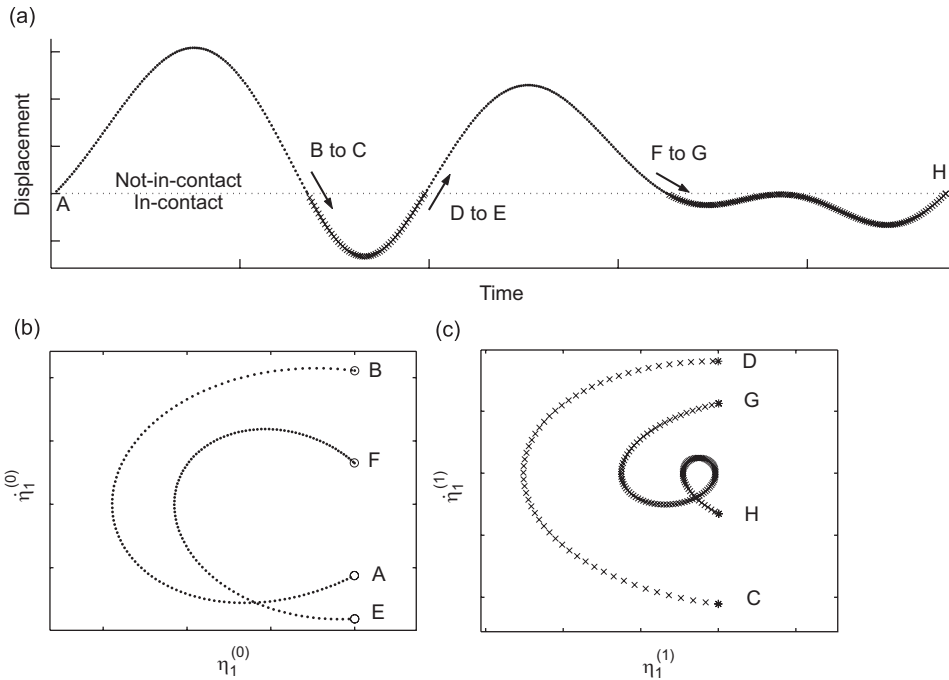 (a)
Displacement
B to C
F to G
H
Not-in-contact
A
In-contact
D to E
Time
(b)
(c)
B
D
G
F
η̇₁⁽⁰⁾
η̇₁⁽¹⁾
H
A
E
C
η₁⁽⁰⁾
η₁⁽¹⁾